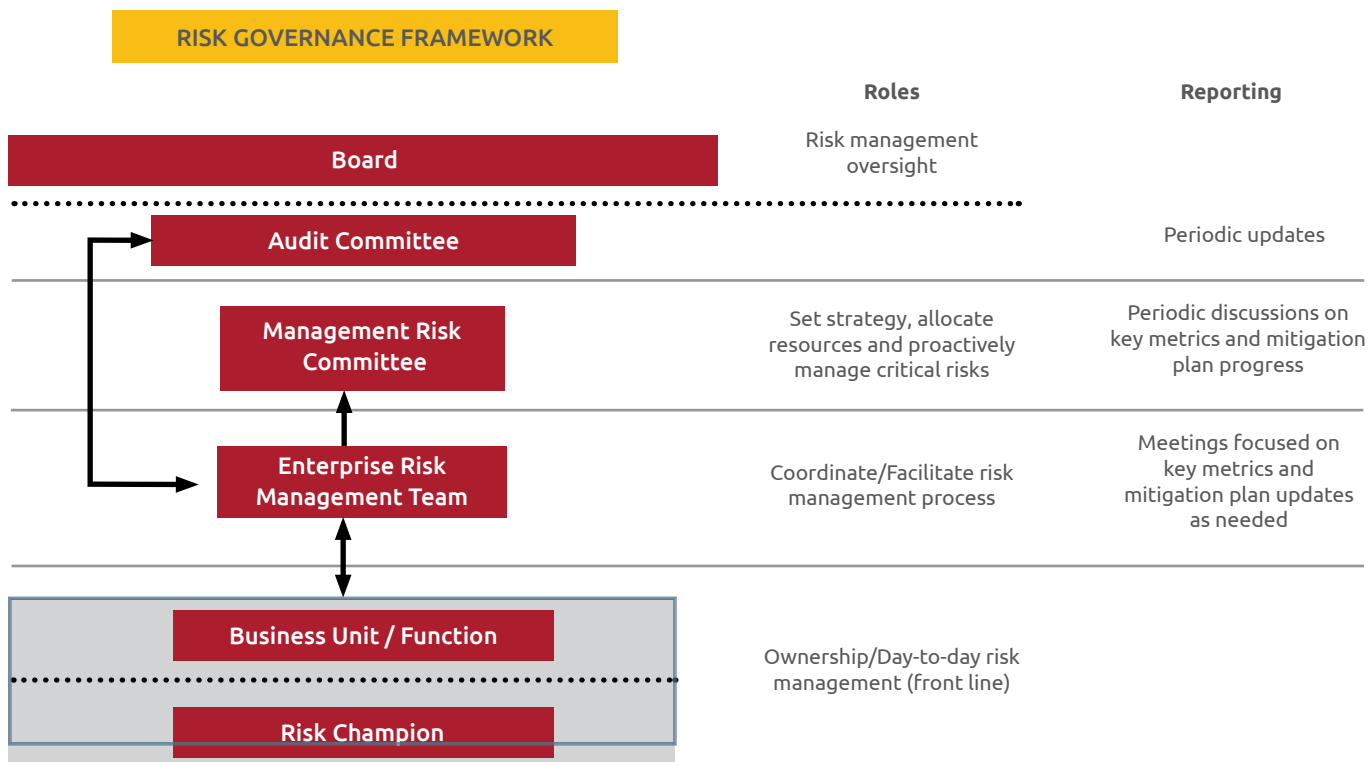 RISK GOVERNANCE FRAMEWORK
Roles
Reporting
Board
Risk management
oversight
Audit Committee
Periodic updates
Management Risk
Committee
Set strategy, allocate
resources and proactively
manage critical risks
Periodic discussions on
key metrics and mitigation
plan progress
Enterprise Risk
Management Team
Coordinate/Facilitate risk
management process
Meetings focused on
key metrics and
mitigation plan updates
as needed
Business Unit / Function
Risk Champion
Ownership/Day-to-day risk
management (front line)